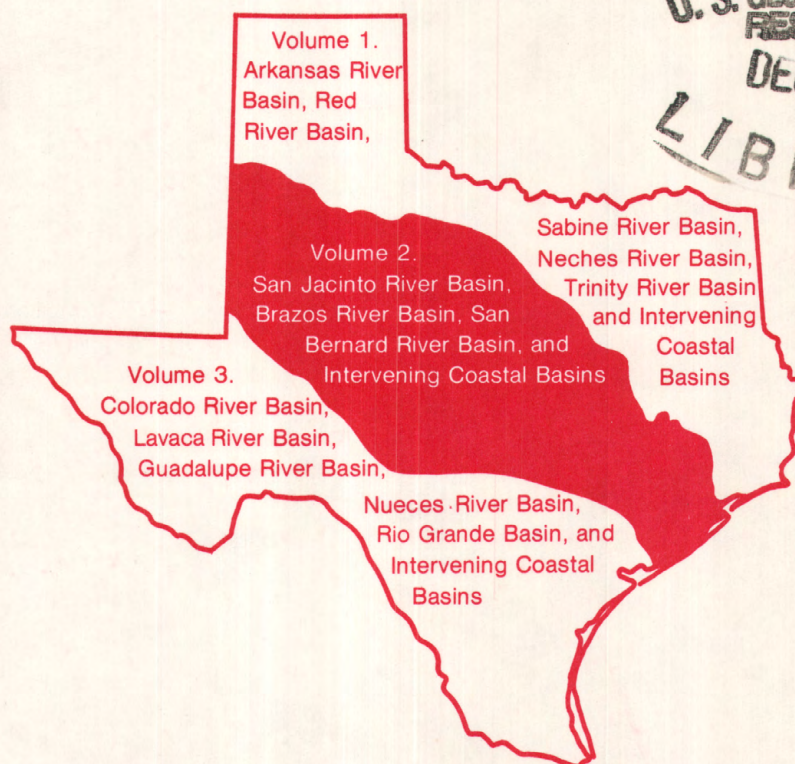 U. S.
Volume 1.
Arkansas River
Basin, Red
River Basin,
Sabine River Basin,
Neches River Basin,
Trinity River Basin
and Intervening
Coastal
Basins
Volume 2.
San Jacinto River Basin,
Brazos River Basin, San
Bernard River Basin, and
Intervening Coastal Basins
Volume 3.
Colorado River Basin,
Lavaca River Basin,
Guadalupe River Basin,
Nueces River Basin,
Rio Grande Basin, and
Intervening Coastal
Basins